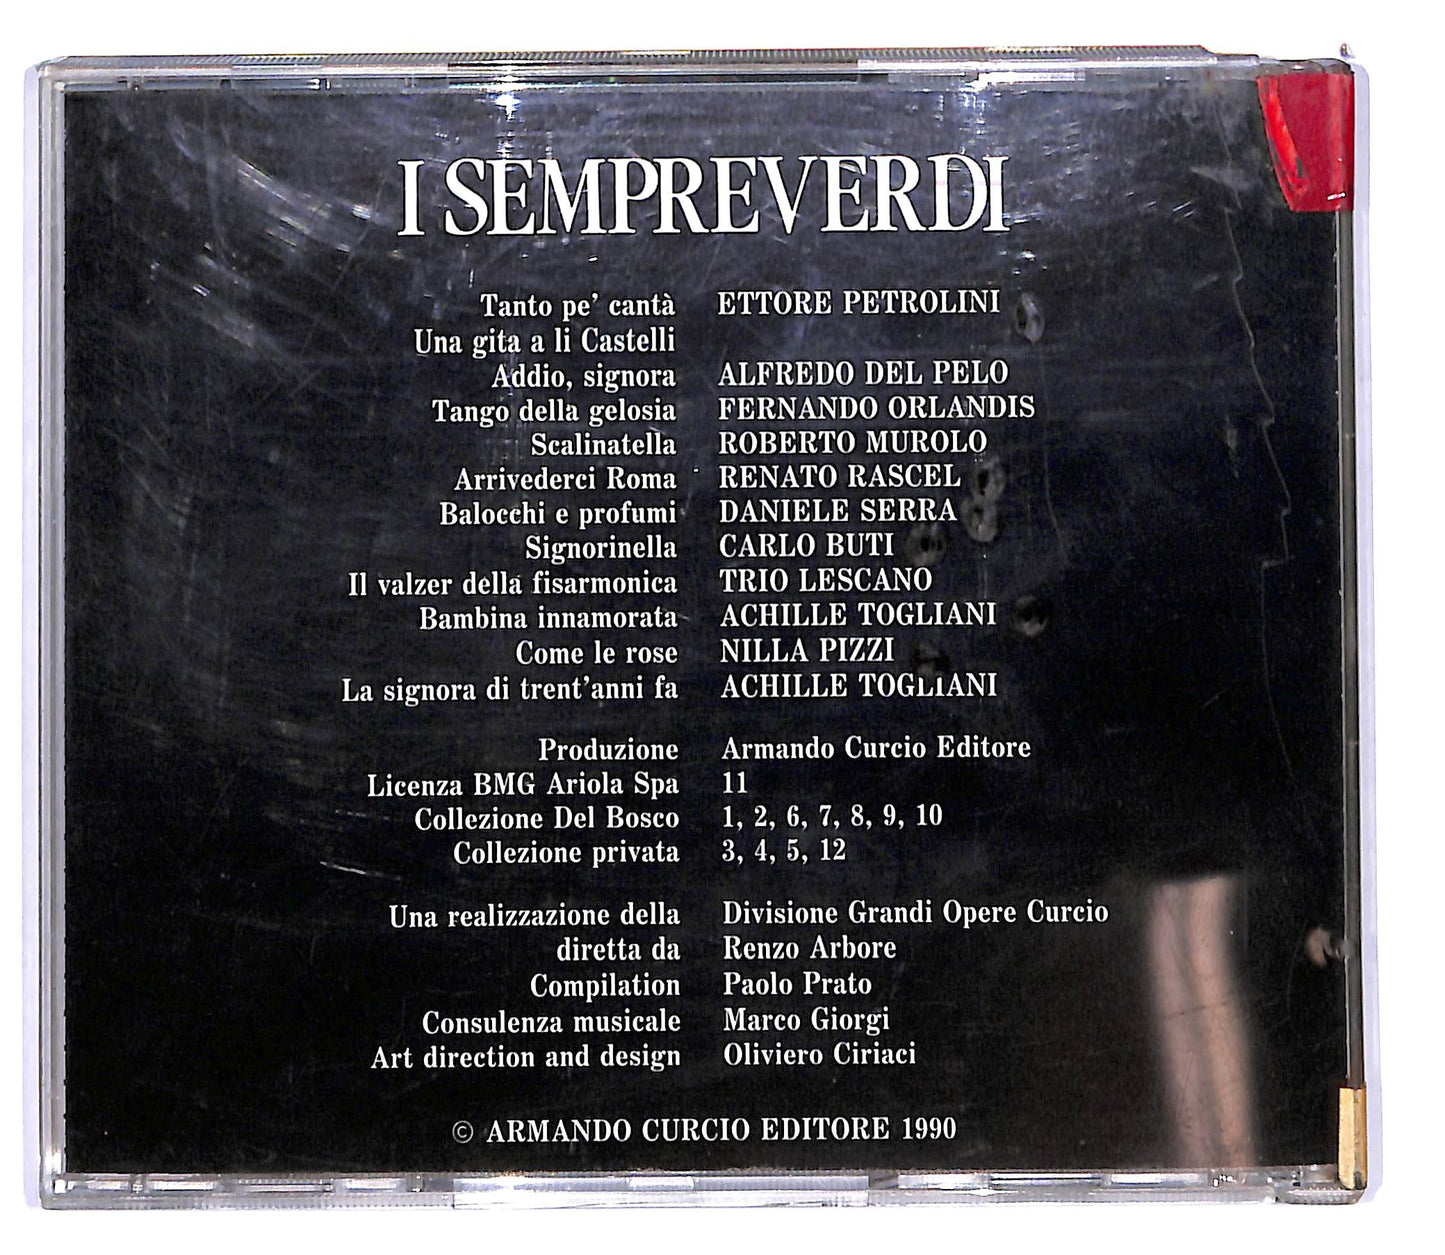 I SEMPREVERDI
Tanto pe' cantà ETTORE PETROLINI
Una gita a li Castelli
Addio, signora ALFREDO DEL PELO
Tango della gelosia FERNANDO ORLANDIS
Scalinatella ROBERTO MUROLO
Arrivederci Roma RENATO RASCEL
Balocchi e profumi DANIELE SERRA
Signorinella CARLO BUTI
Il valzer della fisarmonica TRIO LESCANO
Bambina innamorata ACHILLE TOGLIANI
Come le rose NILLA PIZZI
La signora di trent'anni fa ACHILLE TOGLIANI
Produzione Armando Curcio Editore
Licenza BMG Ariola Spa 11
Collezione Del Bosco 1, 2, 6, 7, 8, 9, 10
Collezione privata 3, 4, 5, 12
Una realizzazione della Divisione Grandi Opere Curcio
diretta da Renzo Arbore
Compilation Paolo Prato
Consulenza musicale Marco Giorgi
Art direction and design Oliviero Ciriaci
© ARMANDO CURCIO EDITORE 1990